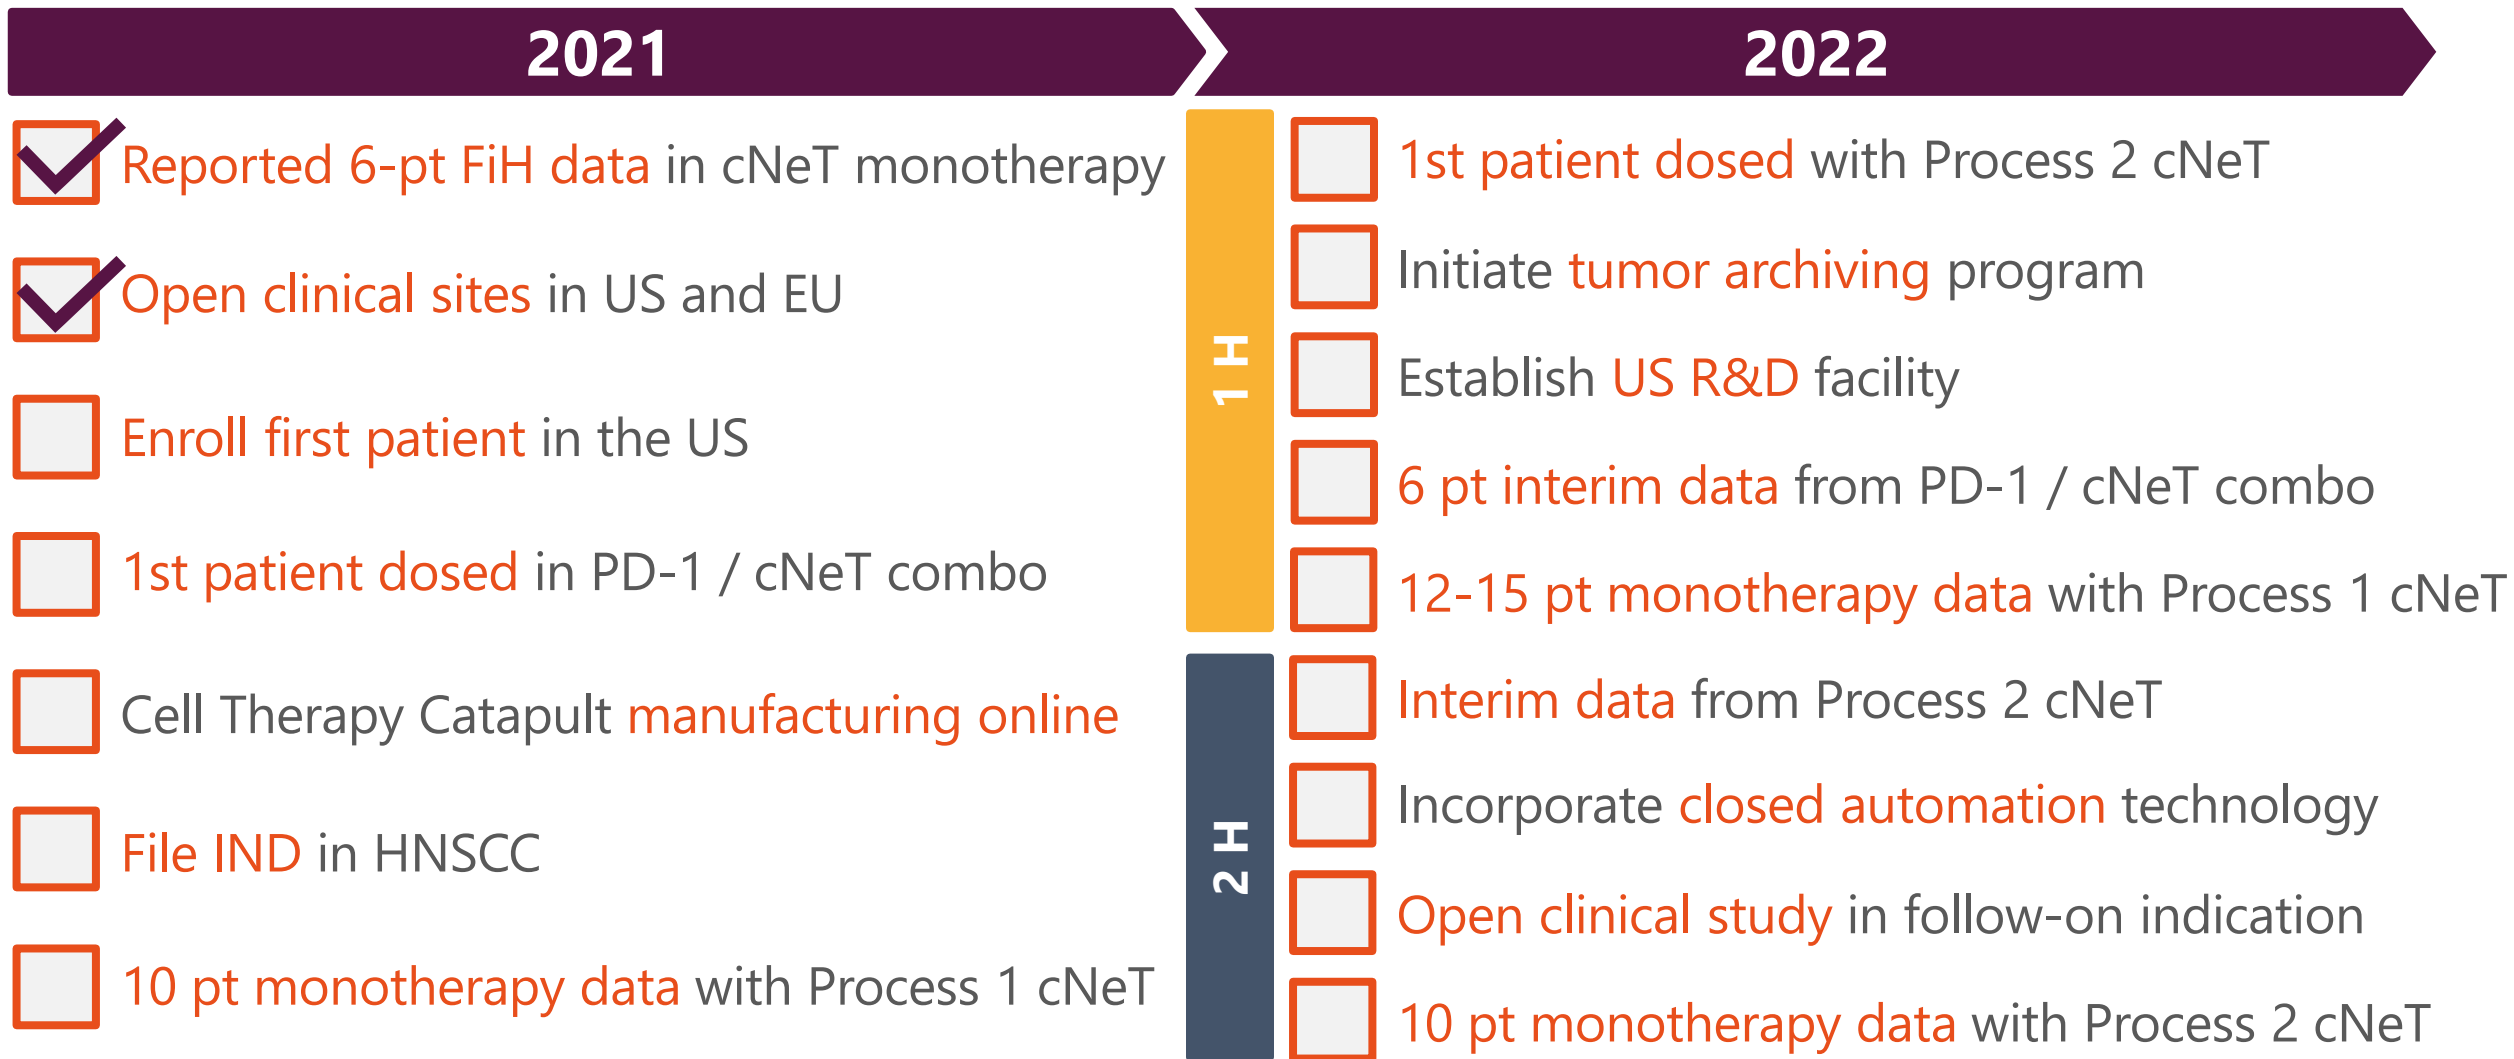 2021
Reported 6-pt FiH data in cNeT monotherapy
Open clinical sites in US and EU
Enroll first patient in the US
1st patient dosed in PD-1 / cNeT combo
Cell Therapy Catapult manufacturing online
File IND in HNSCC
10 pt monotherapy data with Process 1 cNeT
2022
1 H
1st patient dosed with Process 2 cNeT
Initiate tumor archiving program
Establish US R&D facility
6 pt interim data from PD-1 / cNeT combo
12-15 pt monotherapy data with Process 1 cNeT
2 H
Interim data from Process 2 cNeT
Incorporate closed automation technology
Open clinical study in follow-on indication
10 pt monotherapy data with Process 2 cNeT